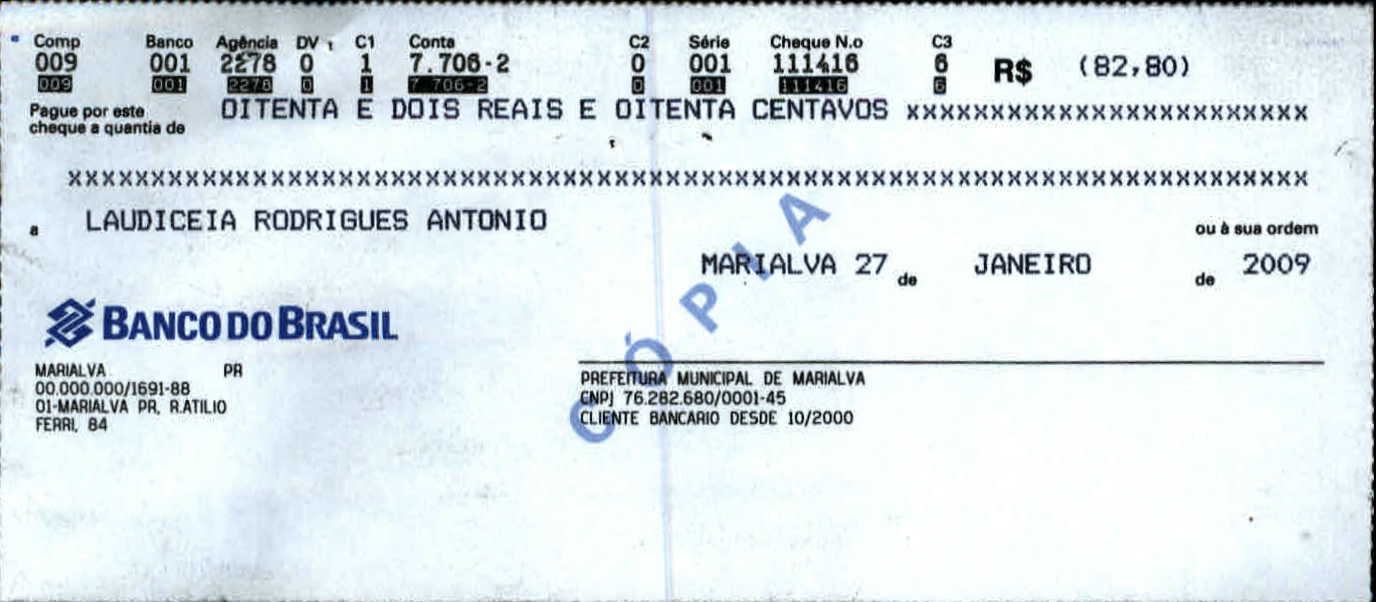 Comp Banco Agência DV C1 Conta C2 Série Cheque N.o C3
009 001 2278 0 1 7.706-2 0 001 111416 6 R$ (82,80)
009 001 2278 0 1 7.706-2 0 001 111416 6
Pague por este cheque a quantia de OITENTA E DOIS REAIS E OITENTA CENTAVOS xxxxxxxxxxxxxxxxxxxxxxxx
xxxxxxxxxxxxxxxxxxxxxxxxxxxxxxxxxxxxxxxxxxxxxxxxxxxxxxxxxxxxxxxxxxxxxxxxxx
a LAUDICEIA RODRIGUES ANTONIO ou à sua ordem
MARIALVA 27 de JANEIRO de 2009
CÓPIA
BANCO DO BRASIL
MARIALVA PR
00.000.000/1691-88
01-MARIALVA PR, R.ATILIO
FERRI, 84
PREFEITURA MUNICIPAL DE MARIALVA
CNPJ 76.282.680/0001-45
CLIENTE BANCARIO DESDE 10/2000